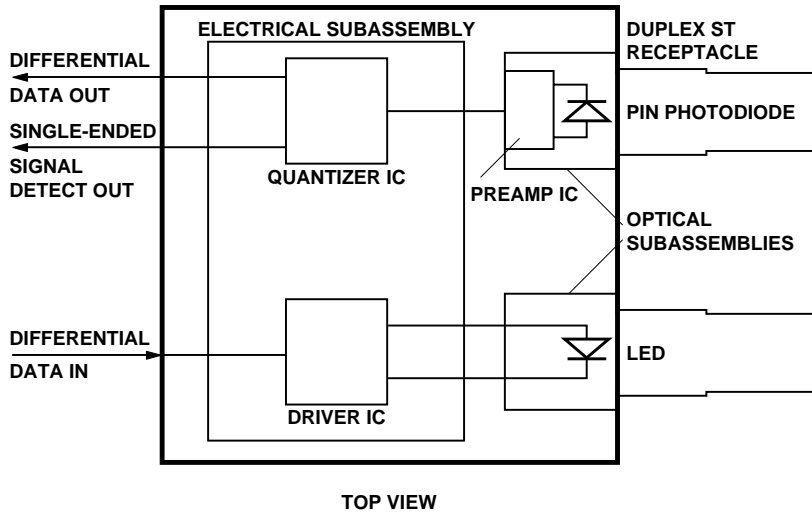 ELECTRICAL SUBASSEMBLY
DUPLEX ST
RECEPTACLE
DIFFERENTIAL
DATA OUT
PIN PHOTODIODE
SINGLE-ENDED
SIGNAL
DETECT OUT
QUANTIZER IC
PREAMP IC
OPTICAL
SUBASSEMBLIES
DIFFERENTIAL
DATA IN
LED
DRIVER IC
TOP VIEW